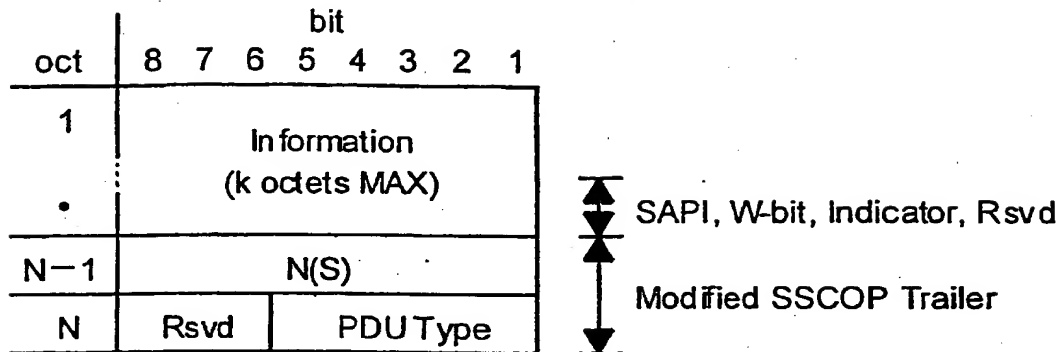 bit
oct 8 7 6 5 4 3 2 1
1
Information
(k octets MAX)
SAPI, W-bit, Indicator, Rsvd
N-1 N(S)
Modified SSCOP Trailer
N Rsvd PDU Type